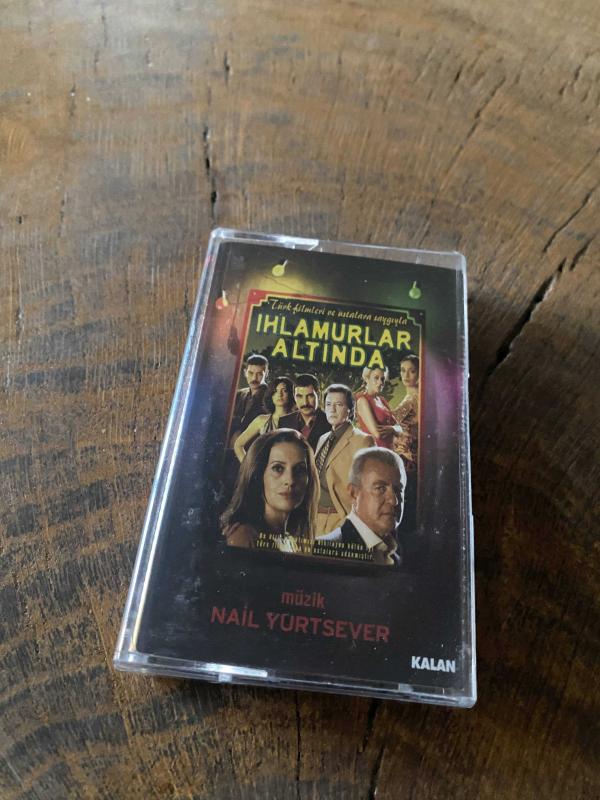 Türk filmleri ve ustalara saygıyla
IHLAMURLAR
ALTINDA
müzik
NAİL YURTSEVER
KALAN